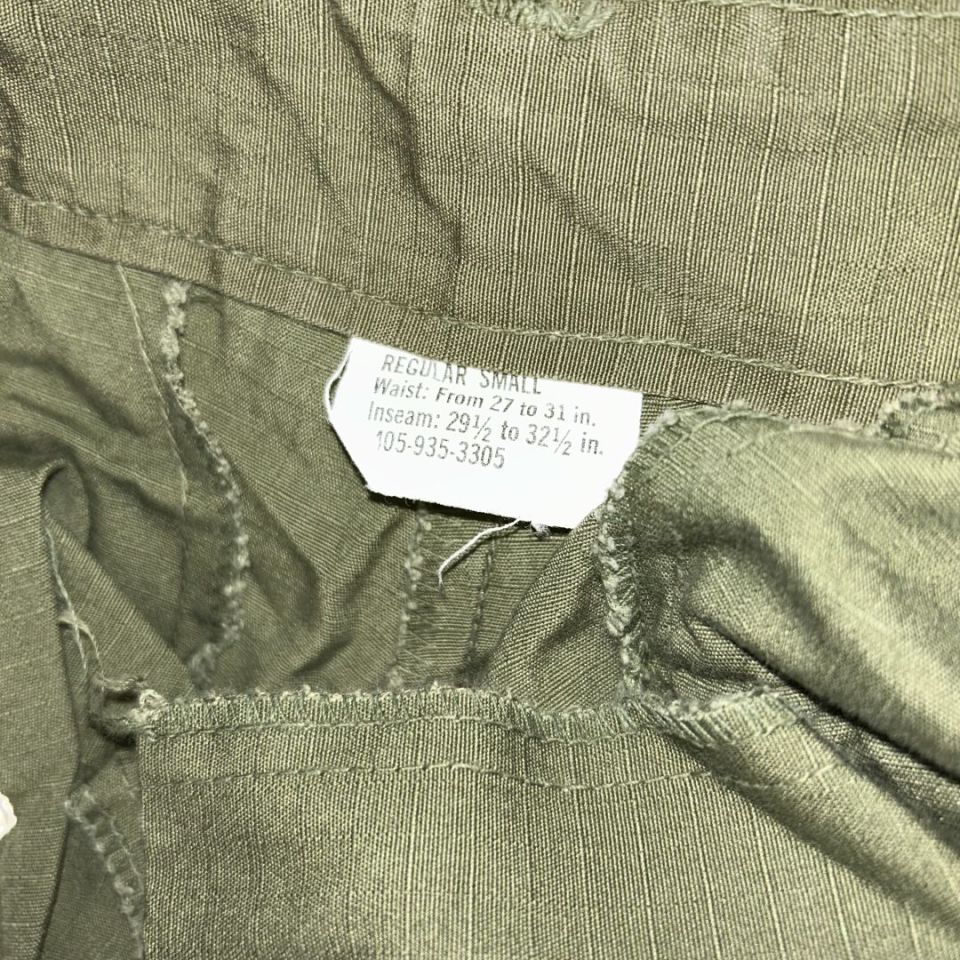 REGULAR SMALL
Waist: From 27 to 31 in.
Inseam: 29½ to 32½ in.
105-935-3305